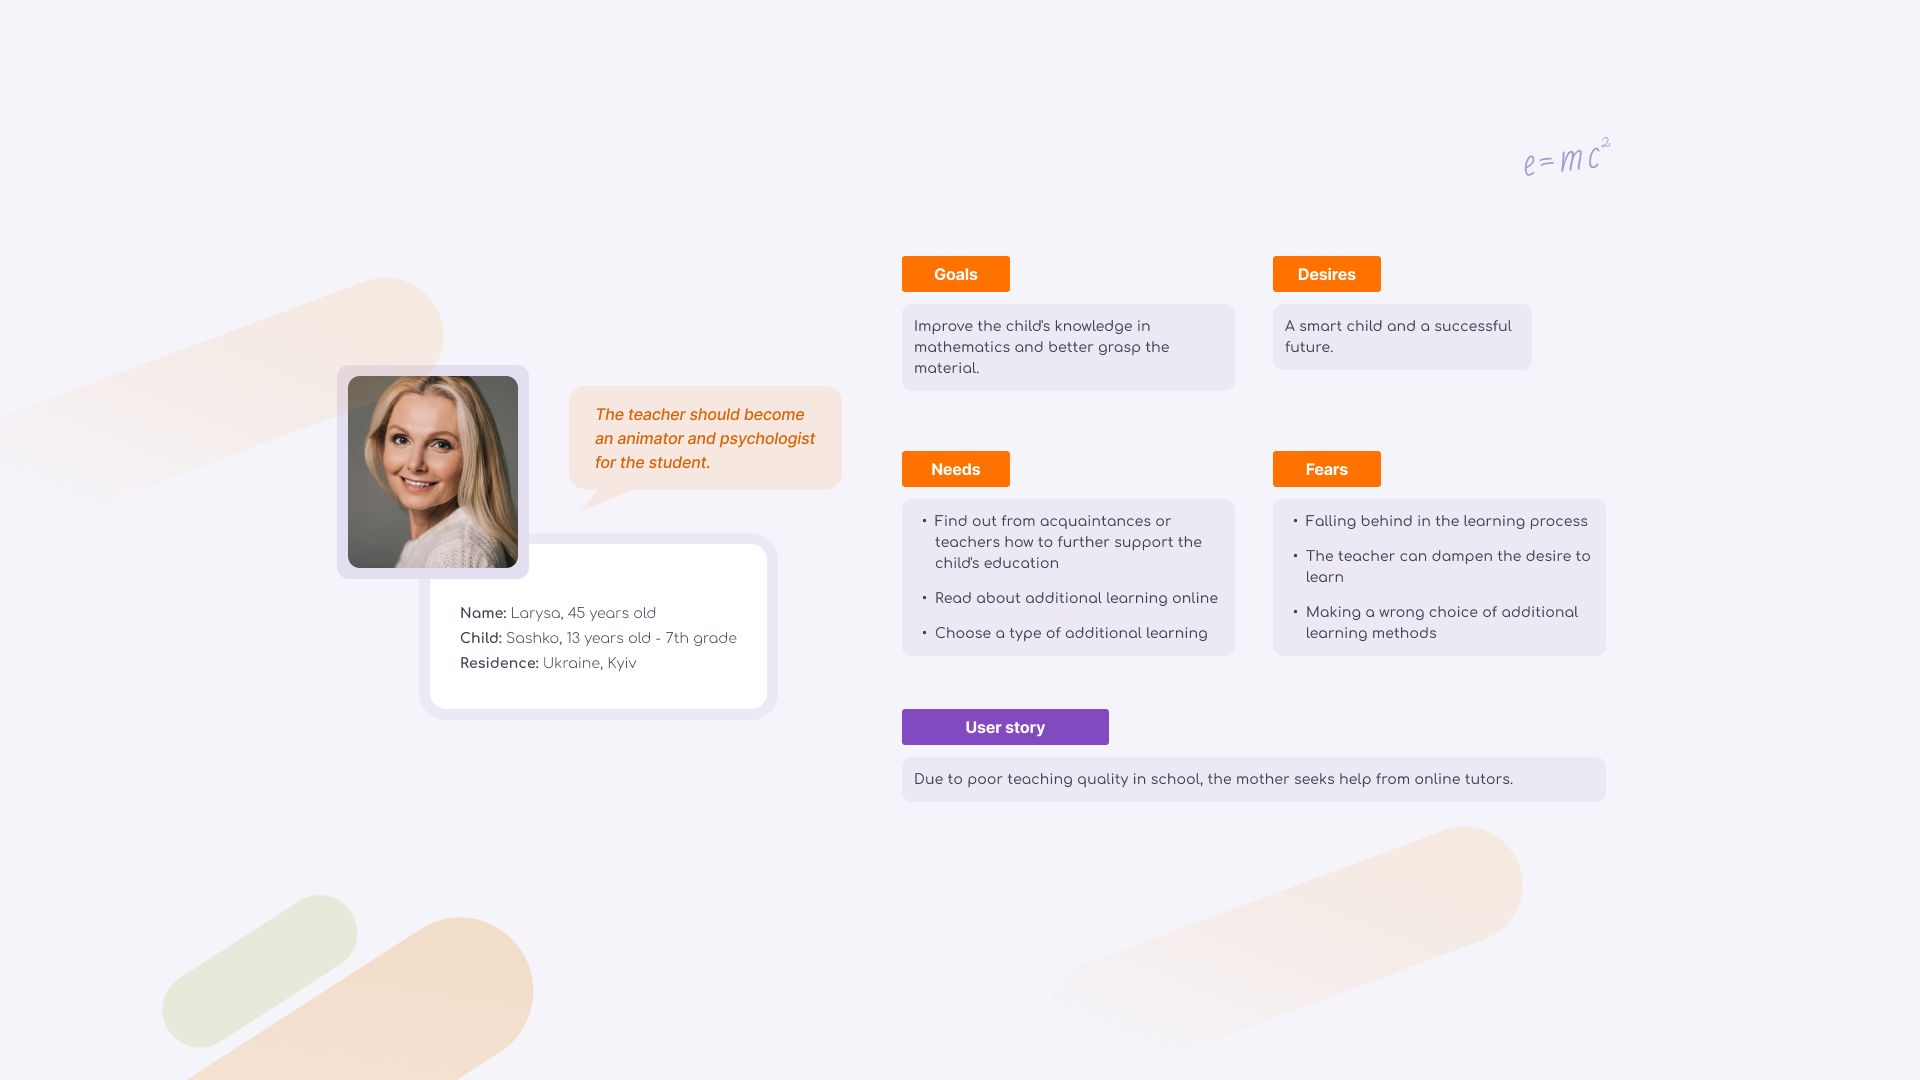 e=mc²
The teacher should become
an animator and psychologist
for the student.
Name: Larysa, 45 years old
Child: Sashko, 13 years old - 7th grade
Residence: Ukraine, Kyiv
Goals
Improve the child's knowledge in
mathematics and better grasp the
material.
Desires
A smart child and a successful
future.
Needs
• Find out from acquaintances or
teachers how to further support the
child's education
• Read about additional learning online
• Choose a type of additional learning
Fears
• Falling behind in the learning process
• The teacher can dampen the desire to
learn
• Making a wrong choice of additional
learning methods
User story
Due to poor teaching quality in school, the mother seeks help from online tutors.